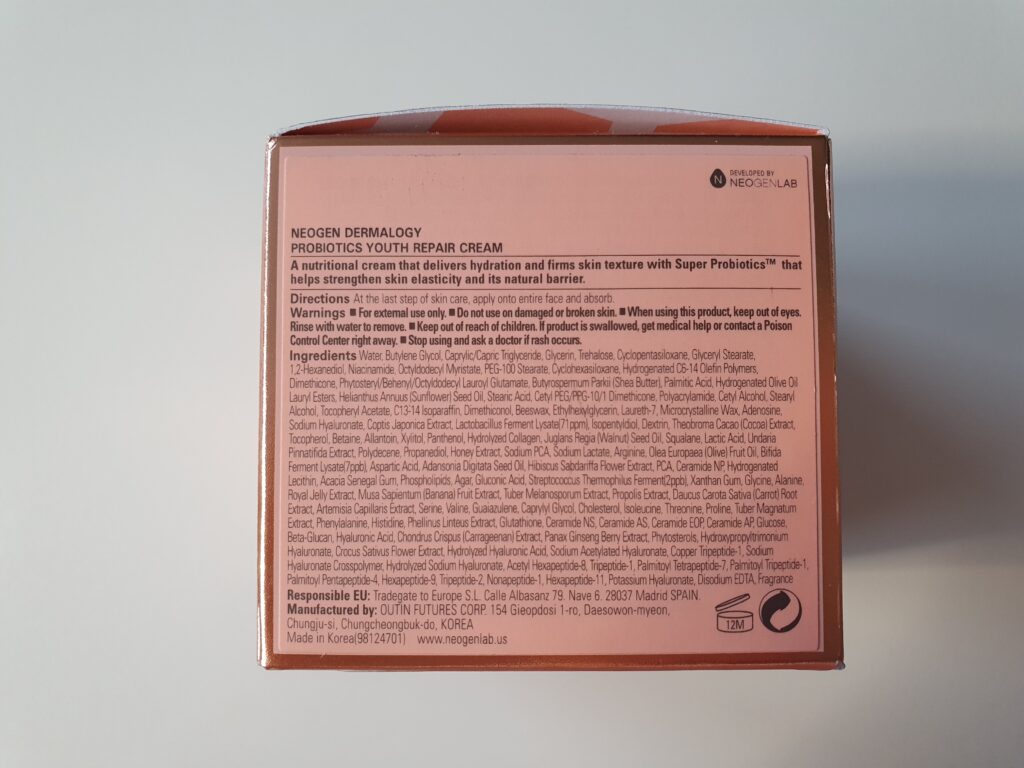 DEVELOPED BY
NEOGENLAB
NEOGEN DERMALOGY
PROBIOTICS YOUTH REPAIR CREAM
A nutritional cream that delivers hydration and firms skin texture with Super Probiotics™ that
helps strengthen skin elasticity and its natural barrier.
Directions At the last step of skin care, apply onto entire face and absorb.
Warnings ■ For external use only. ■ Do not use on damaged or broken skin. ■ When using this product, keep out of eyes.
Rinse with water to remove. ■ Keep out of reach of children. If product is swallowed, get medical help or contact a Poison
Control Center right away. ■ Stop using and ask a doctor if rash occurs.
Ingredients Water, Butylene Glycol, Caprylic/Capric Triglyceride, Glycerin, Trehalose, Cyclopentasiloxane, Glyceryl Stearate,
1,2-Hexanediol, Niacinamide, Octyldodecyl Myristate, PEG-100 Stearate, Cyclohexasiloxane, Hydrogenated C6-14 Olefin Polymers,
Dimethicone, Phytosteryl/Behenyl/Octyldodecyl Lauroyl Glutamate, Butyrospermum Parkii (Shea Butter), Palmitic Acid, Hydrogenated Olive Oil
Lauryl Esters, Helianthus Annuus (Sunflower) Seed Oil, Stearic Acid, Cetyl PEG/PPG-10/1 Dimethicone, Polyacrylamide, Cetyl Alcohol, Stearyl
Alcohol, Tocopheryl Acetate, C13-14 Isoparaffin, Dimethiconol, Beeswax, Ethylhexylglycerin, Laureth-7, Microcrystalline Wax, Adenosine,
Sodium Hyaluronate, Coptis Japonica Extract, Lactobacillus Ferment Lysate(71ppm), Isopentyldiol, Dextrin, Theobroma Cacao (Cocoa) Extract,
Tocopherol, Betaine, Allantoin, Xylitol, Panthenol, Hydrolyzed Collagen, Juglans Regia (Walnut) Seed Oil, Squalane, Lactic Acid, Undaria
Pinnatifida Extract, Polydecene, Propanediol, Honey Extract, Sodium PCA, Sodium Lactate, Arginine, Olea Europaea (Olive) Fruit Oil, Bifida
Ferment Lysate(7ppb), Aspartic Acid, Adansonia Digitata Seed Oil, Hibiscus Sabdariffa Flower Extract, PCA, Ceramide NP, Hydrogenated
Lecithin, Acacia Senegal Gum, Phospholipids, Agar, Gluconic Acid, Streptococcus Thermophilus Ferment(2ppb), Xanthan Gum, Glycine, Alanine,
Royal Jelly Extract, Musa Sapientum (Banana) Fruit Extract, Tuber Melanosporum Extract, Propolis Extract, Daucus Carota Sativa (Carrot) Root
Extract, Artemisia Capillaris Extract, Serine, Valine, Guaiazulene, Caprylyl Glycol, Cholesterol, Isoleucine, Threonine, Proline, Tuber Magnatum
Extract, Phenylalanine, Histidine, Phellinus Linteus Extract, Glutathione, Ceramide NS, Ceramide AS, Ceramide EOP, Ceramide AP, Glucose,
Beta-Glucan, Hyaluronic Acid, Chondrus Crispus (Carrageenan) Extract, Panax Ginseng Berry Extract, Phytosterols, Hydroxypropyltrimonium
Hyaluronate, Crocus Sativus Flower Extract, Hydrolyzed Hyaluronic Acid, Sodium Acetylated Hyaluronate, Copper Tripeptide-1, Sodium
Hyaluronate Crosspolymer, Hydrolyzed Sodium Hyaluronate, Acetyl Hexapeptide-8, Tripeptide-1, Palmitoyl Tetrapeptide-7, Palmitoyl Tripeptide-1,
Palmitoyl Pentapeptide-4, Hexapeptide-9, Tripeptide-2, Nonapeptide-1, Hexapeptide-11, Potassium Hyaluronate, Disodium EDTA, Fragrance
Responsible EU: Tradegate to Europe S.L. Calle Albasanz 79. Nave 6. 28037 Madrid SPAIN.
Manufactured by: OUTIN FUTURES CORP. 154 Gieopdosi 1-ro, Daesowon-myeon,
Chungju-si, Chungcheongbuk-do, KOREA
Made in Korea(98124701) www.neogenlab.us
12M